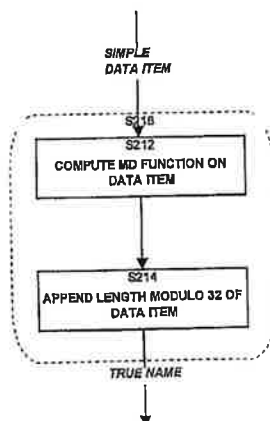 SIMPLE
DATA ITEM
S216
S212
COMPUTE MD FUNCTION ON
DATA ITEM
S214
APPEND LENGTH MODULO 32 OF
DATA ITEM
TRUE NAME